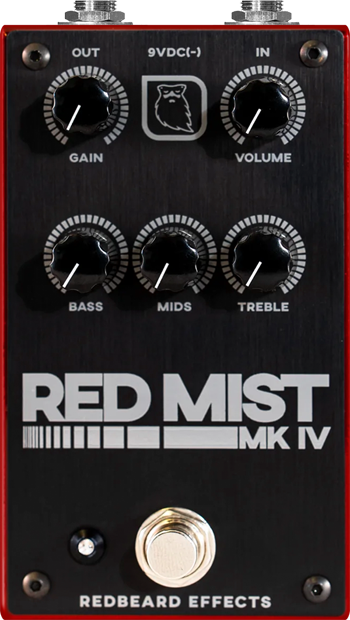 OUT 9VDC(-) IN
GAIN VOLUME
BASS MIDS TREBLE
RED MIST
MK IV
REDBEARD EFFECTS